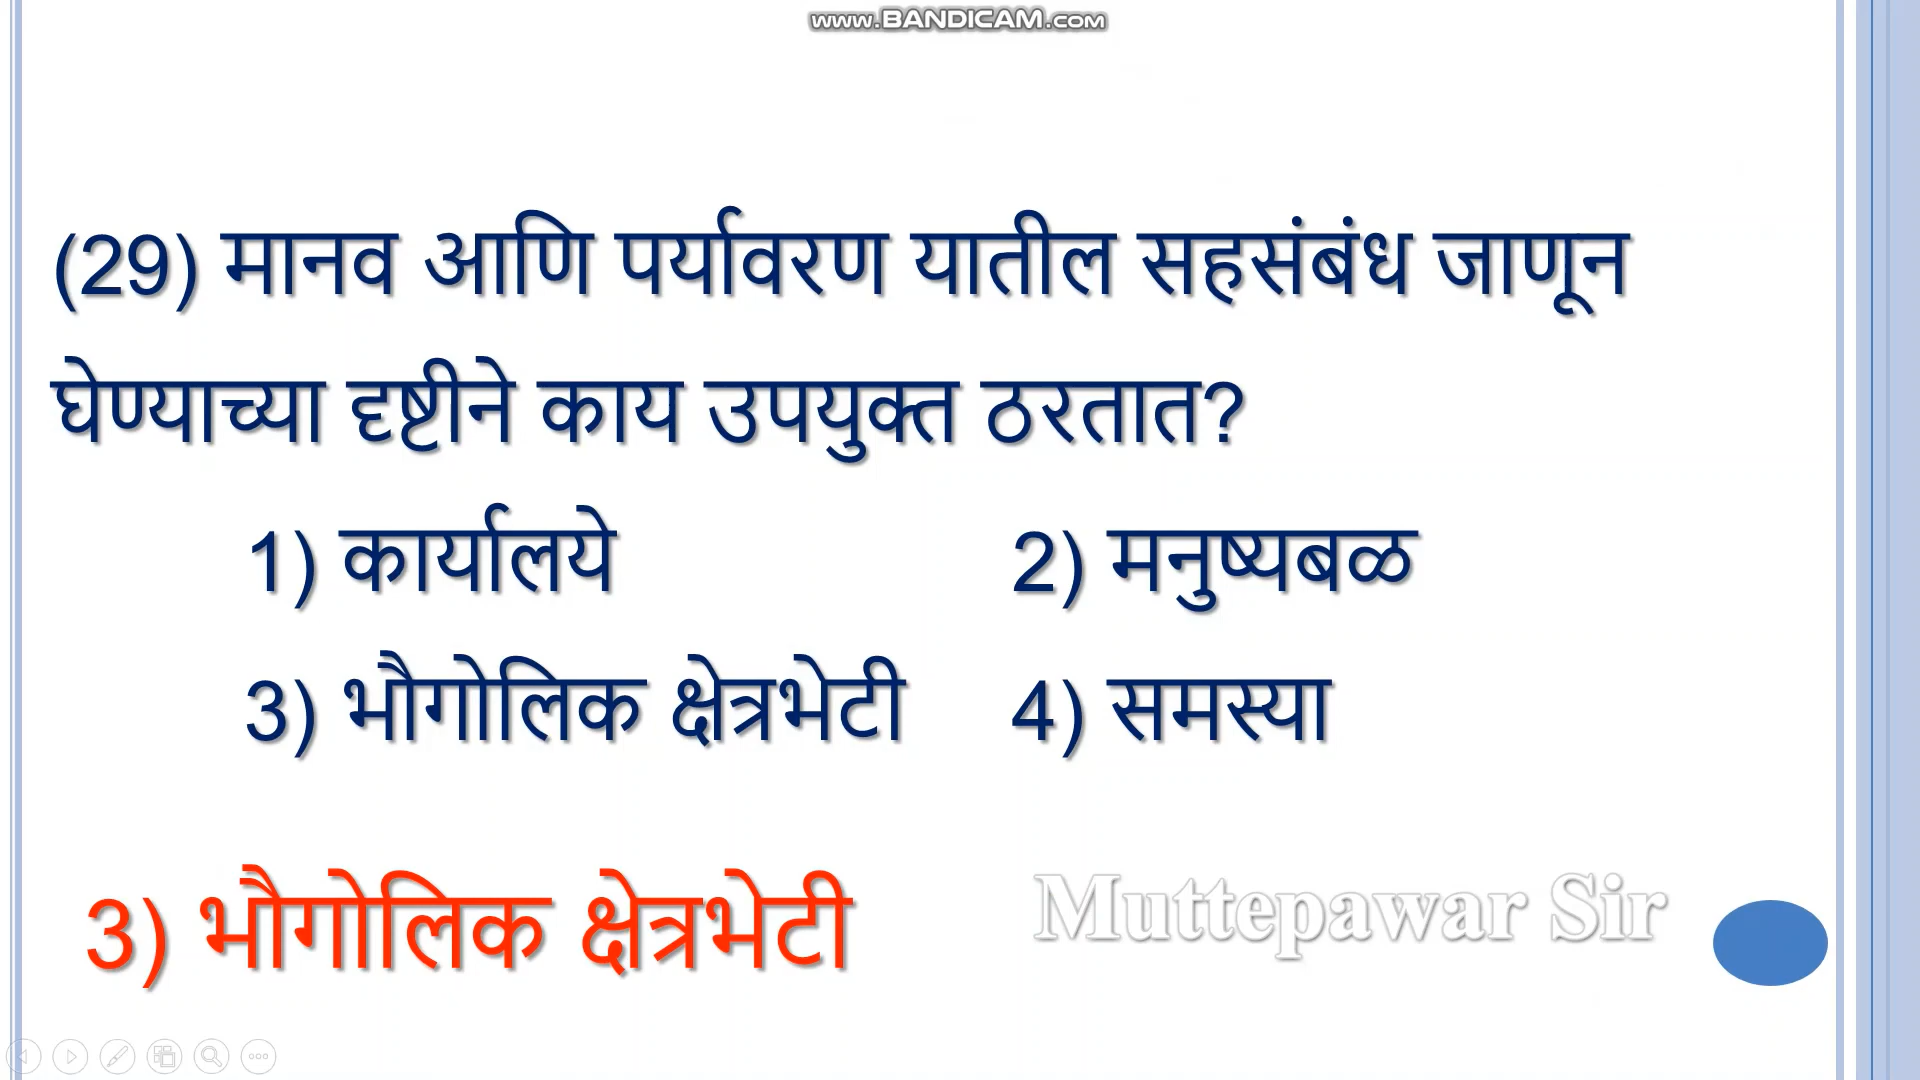 www.BANDICAM.com
(29) मानव आणि पर्यावरण यातील सहसंबंध जाणून
घेण्याच्या दृष्टीने काय उपयुक्त ठरतात?
1) कार्यालये 2) मनुष्यबळ
3) भौगोलिक क्षेत्रभेटी 4) समस्या
3) भौगोलिक क्षेत्रभेटी Muttepawar Sir